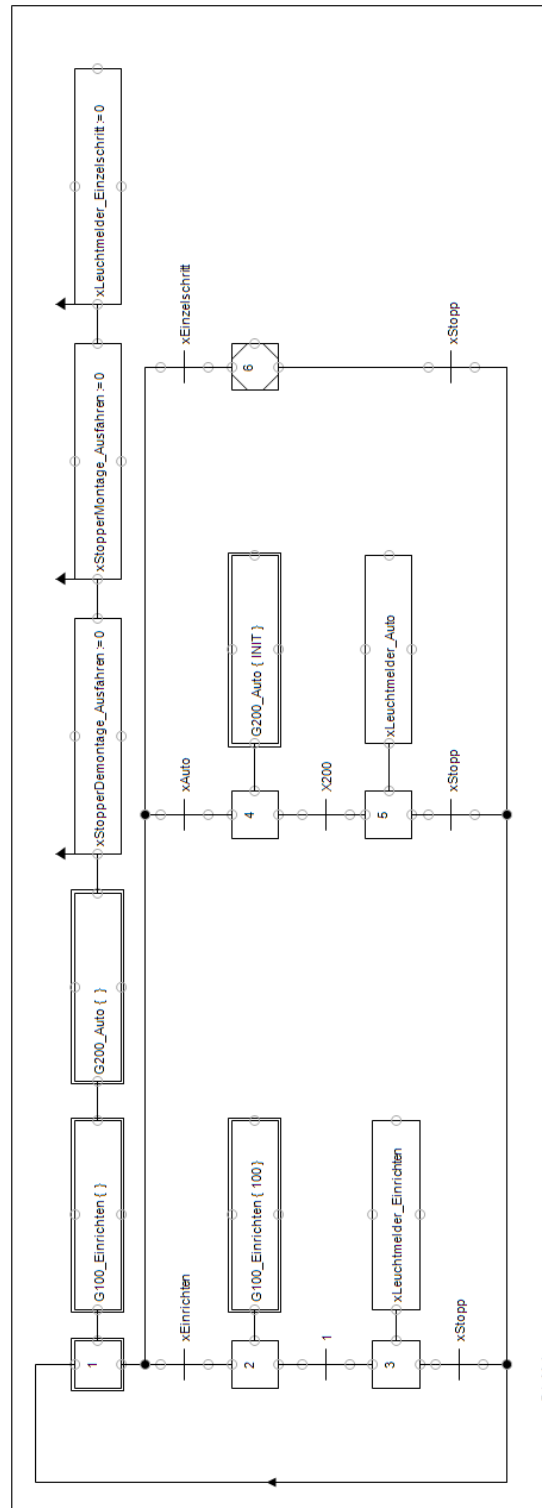 1
G100_Einrichten { }
G200_Auto { }
xStopperDemontage_Ausfahren := 0
xStopperMontage_Ausfahren := 0
xLeuchtmelder_Einzelschritt := 0
xEinrichten
xAuto
xEinzelschritt
2
G100_Einrichten { 100 }
4
G200_Auto { INIT }
6
1
X200
3
xLeuchtmelder_Einrichten
5
xLeuchtmelder_Auto
xStopp
xStopp
xStopp